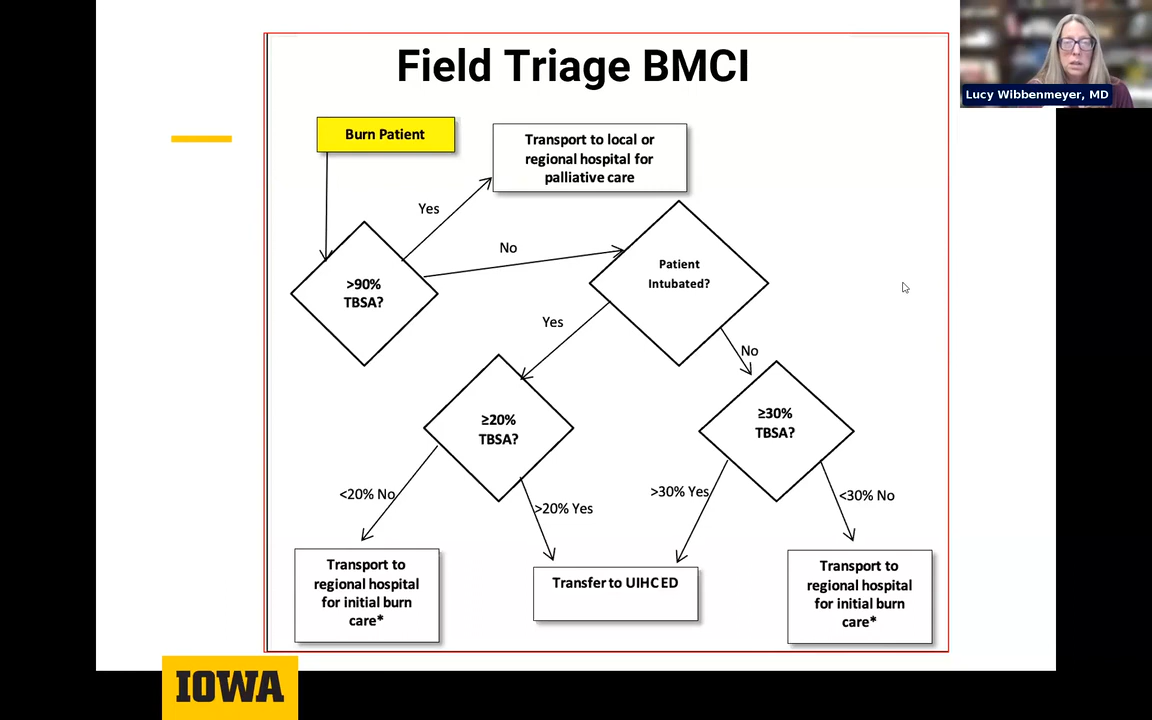 Field Triage BMCI
Lucy Wibbenmeyer, MD
Burn Patient
Transport to local or
regional hospital for
palliative care
Yes
No
>90%
TBSA?
Patient
Intubated?
Yes
No
≥20%
TBSA?
≥30%
TBSA?
<20% No
>20% Yes
>30% Yes
<30% No
Transport to
regional hospital
for initial burn
care*
Transfer to UIHC ED
Transport to
regional hospital
for initial burn
care*
IOWA